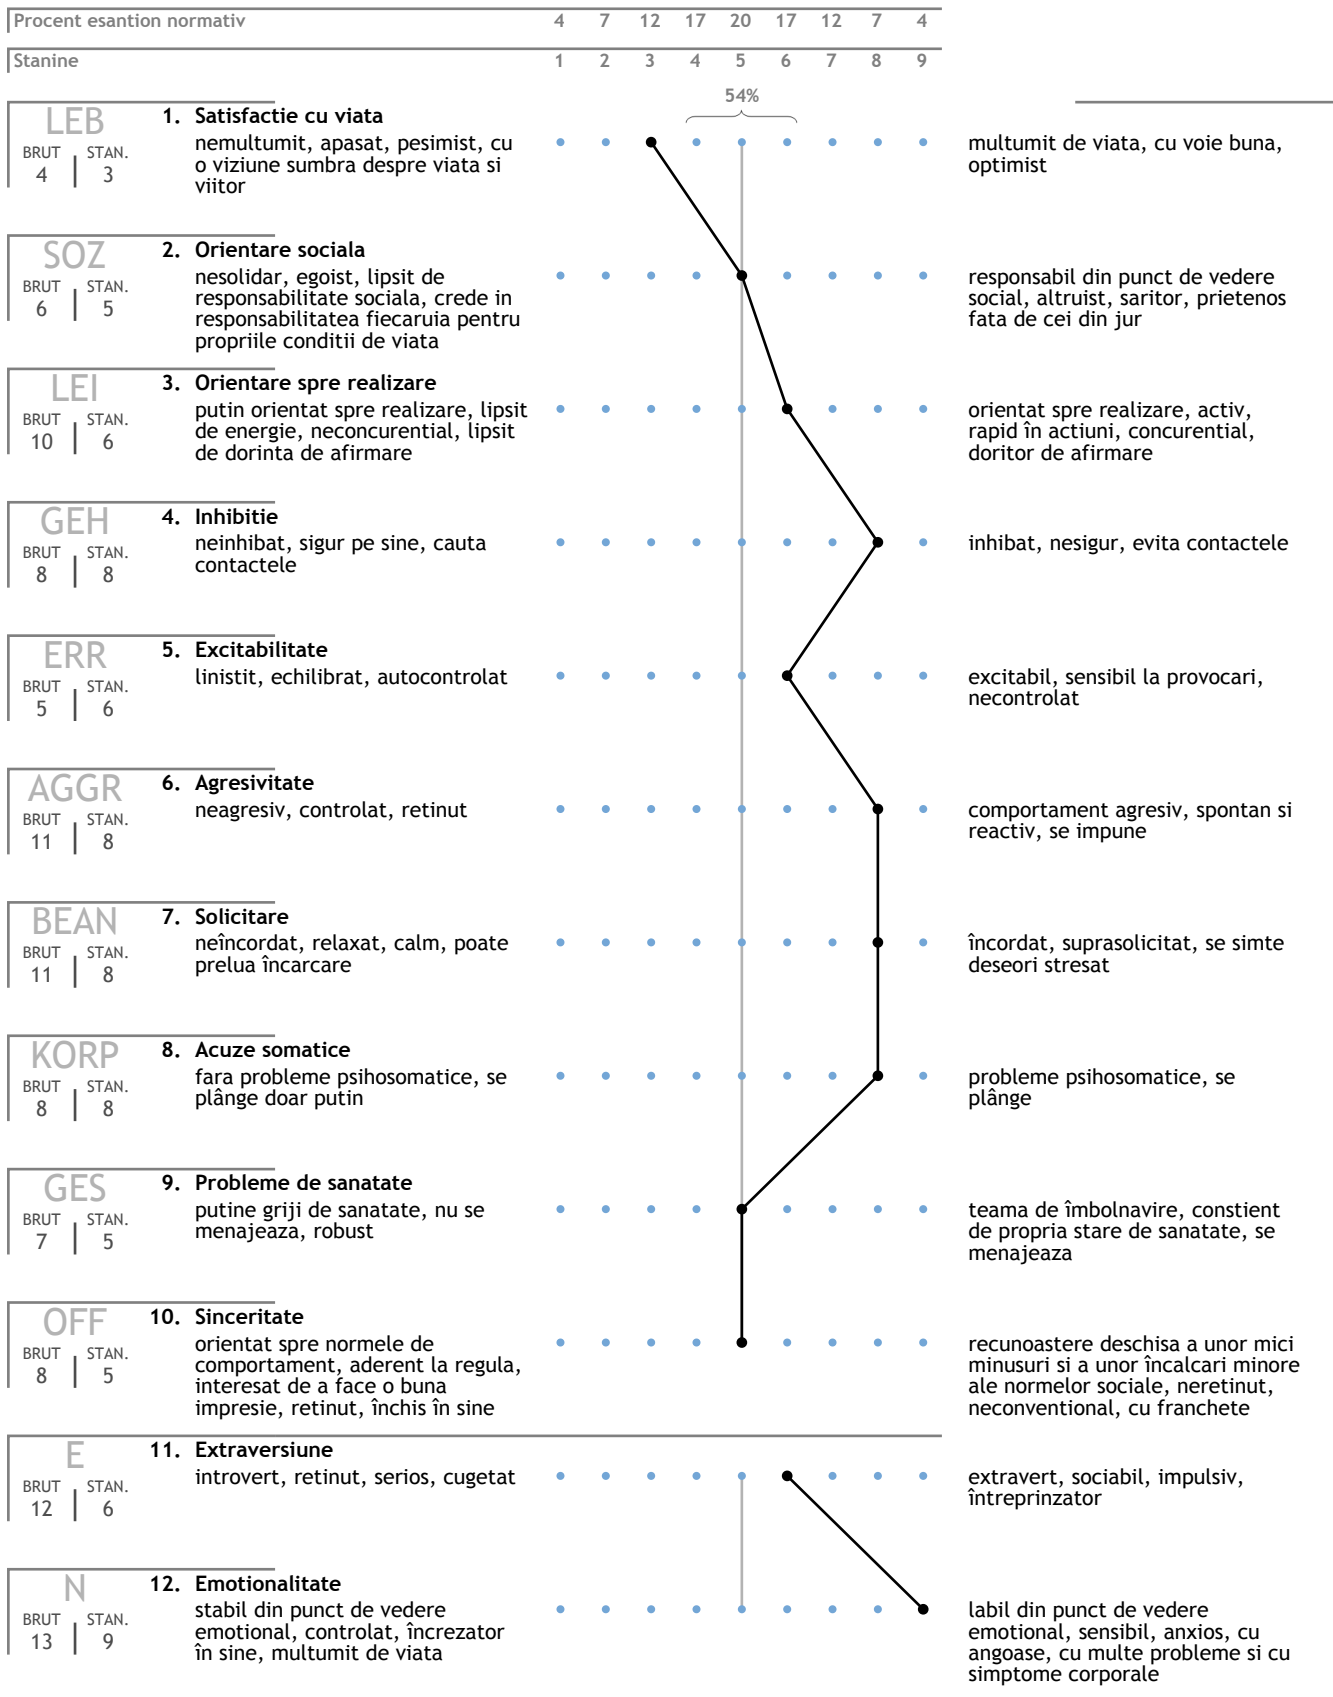 Procent esantion normativ 4 7 12 17 20 17 12 7 4
Stanine 1 2 3 4 5 6 7 8 9
54%
LEB
BRUT STAN.
4 3
1. Satisfactie cu viata
nemultumit, apasat, pesimist, cu
o viziune sumbra despre viata si
viitor
multumit de viata, cu voie buna,
optimist
SOZ
BRUT STAN.
6 5
2. Orientare sociala
nesolidar, egoist, lipsit de
responsabilitate sociala, crede in
responsabilitatea fiecaruia pentru
propriile conditii de viata
responsabil din punct de vedere
social, altruist, saritor, prietenos
fata de cei din jur
LEI
BRUT STAN.
10 6
3. Orientare spre realizare
putin orientat spre realizare, lipsit
de energie, neconcurential, lipsit
de dorinta de afirmare
orientat spre realizare, activ,
rapid în actiuni, concurential,
doritor de afirmare
GEH
BRUT STAN.
8 8
4. Inhibitie
neinhibat, sigur pe sine, cauta
contactele
inhibat, nesigur, evita contactele
ERR
BRUT STAN.
5 6
5. Excitabilitate
linistit, echilibrat, autocontrolat
excitabil, sensibil la provocari,
necontrolat
AGGR
BRUT STAN.
11 8
6. Agresivitate
neagresiv, controlat, retinut
comportament agresiv, spontan si
reactiv, se impune
BEAN
BRUT STAN.
11 8
7. Solicitare
neîncordat, relaxat, calm, poate
prelua încarcare
încordat, suprasolicitat, se simte
deseori stresat
KORP
BRUT STAN.
8 8
8. Acuze somatice
fara probleme psihosomatice, se
plânge doar putin
probleme psihosomatice, se
plânge
GES
BRUT STAN.
7 5
9. Probleme de sanatate
putine griji de sanatate, nu se
menajeaza, robust
teama de îmbolnavire, constient
de propria stare de sanatate, se
menajeaza
OFF
BRUT STAN.
8 5
10. Sinceritate
orientat spre normele de
comportament, aderent la regula,
interesat de a face o buna
impresie, retinut, închis în sine
recunoastere deschisa a unor mici
minusuri si a unor încalcari minore
ale normelor sociale, neretinut,
neconventional, cu franchete
E
BRUT STAN.
12 6
11. Extraversiune
introvert, retinut, serios, cugetat
extravert, sociabil, impulsiv,
întreprinzator
N
BRUT STAN.
13 9
12. Emotionalitate
stabil din punct de vedere
emotional, controlat, încrezator
în sine, multumit de viata
labil din punct de vedere
emotional, sensibil, anxios, cu
angoase, cu multe probleme si cu
simptome corporale